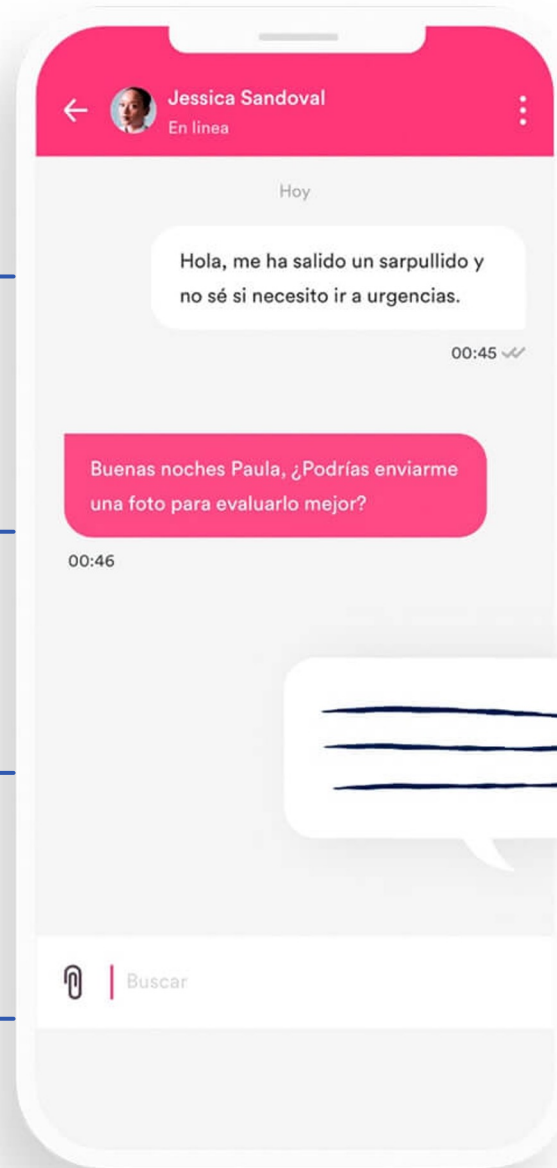 Jessica Sandoval
En linea
Hoy
Hola, me ha salido un sarpullido y
no sé si necesito ir a urgencias.
00:45
Buenas noches Paula, ¿Podrías enviarme
una foto para evaluarlo mejor?
00:46
Buscar